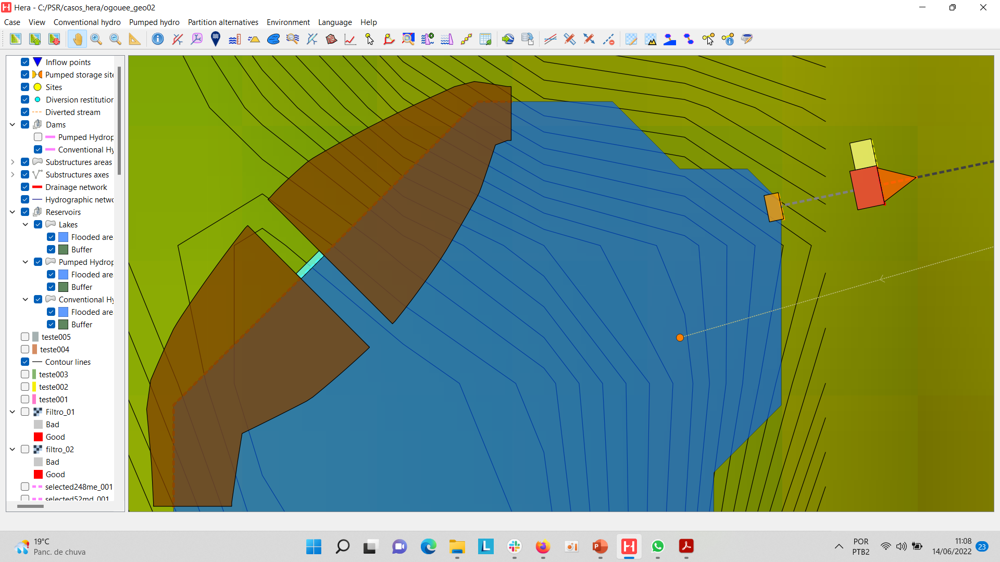 Hera - C:/PSR/casos_hera/ogouee_geo02
Case View Conventional hydro Pumped hydro Partition alternatives Environment Language Help
Inflow points
Pumped storage site
Sites
Diversion restitution
Diverted stream
Dams
Pumped Hydrop
Conventional Hy
Substructures areas
Substructures axes
Drainage network
Hydrographic netwo
Reservoirs
Lakes
Flooded are
Buffer
Pumped Hydrop
Flooded are
Buffer
Conventional Hy
Flooded are
Buffer
teste005
teste004
Contour lines
teste003
teste002
teste001
Filtro_01
Bad
Good
filtro_02
Bad
Good
selected248me_001
selected52md_001
19°C
Panc. de chuva
POR
PTB2
11:08
14/06/2022
23